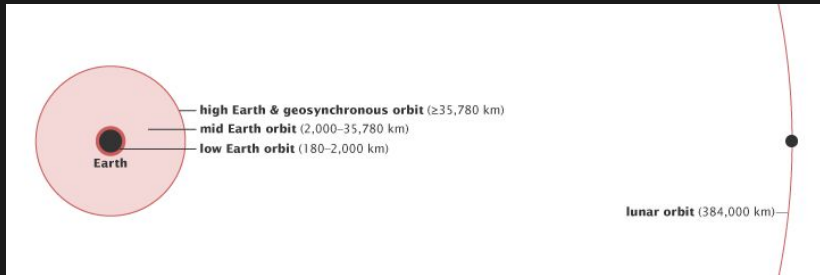 high Earth & geosynchronous orbit (≥35,780 km)
mid Earth orbit (2,000–35,780 km)
low Earth orbit (180–2,000 km)
Earth
lunar orbit (384,000 km)